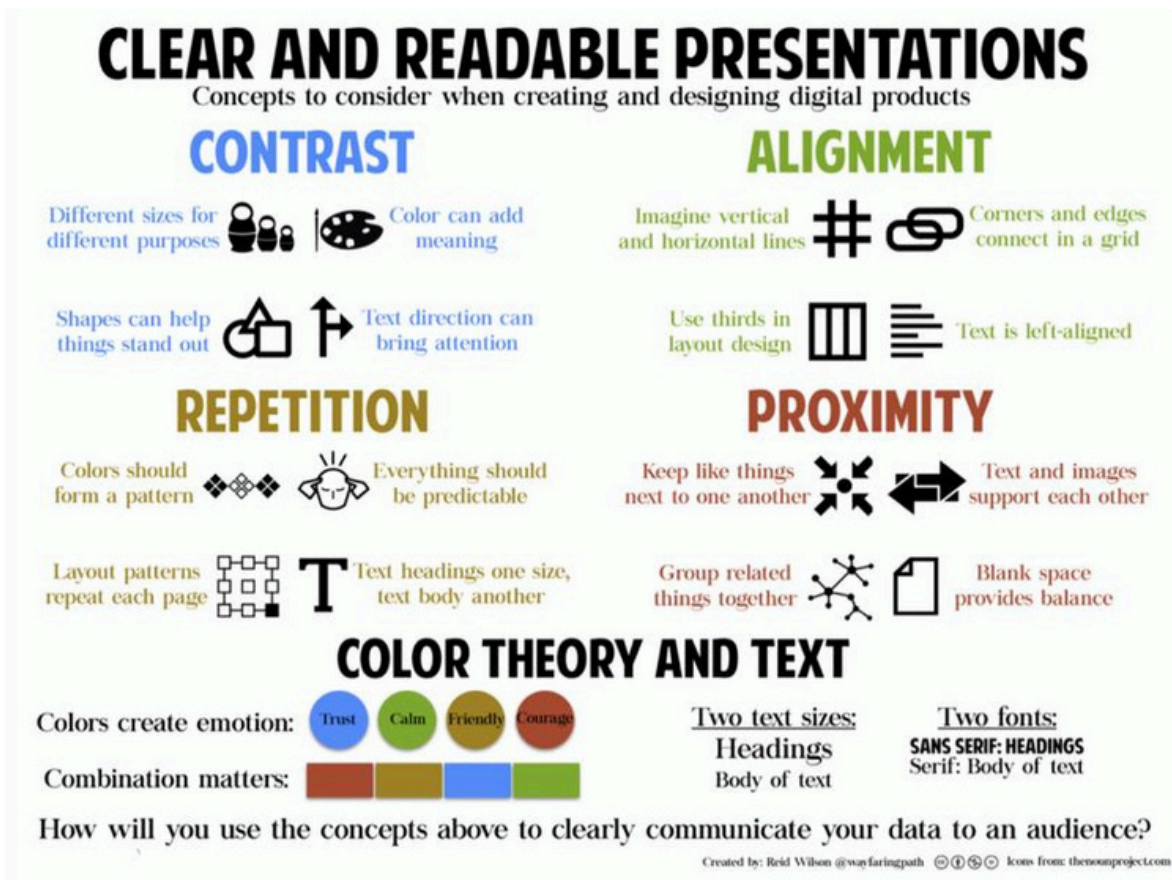 CLEAR AND READABLE PRESENTATIONS
Concepts to consider when creating and designing digital products
CONTRAST
Different sizes for
different purposes
Color can add
meaning
Shapes can help
things stand out
Text direction can
bring attention
ALIGNMENT
Imagine vertical
and horizontal lines
Corners and edges
connect in a grid
Use thirds in
layout design
Text is left-aligned
REPETITION
Colors should
form a pattern
Everything should
be predictable
Layout patterns
repeat each page
Text headings one size,
text body another
PROXIMITY
Keep like things
next to one another
Text and images
support each other
Group related
things together
Blank space
provides balance
COLOR THEORY AND TEXT
Colors create emotion:
Trust
Calm
Friendly
Courage
Combination matters:
Two text sizes:
Headings
Body of text
Two fonts:
SANS SERIF: HEADINGS
Serif: Body of text
How will you use the concepts above to clearly communicate your data to an audience?
Created by: Reid Wilson @wayfaringpath Icons from: thenounproject.com